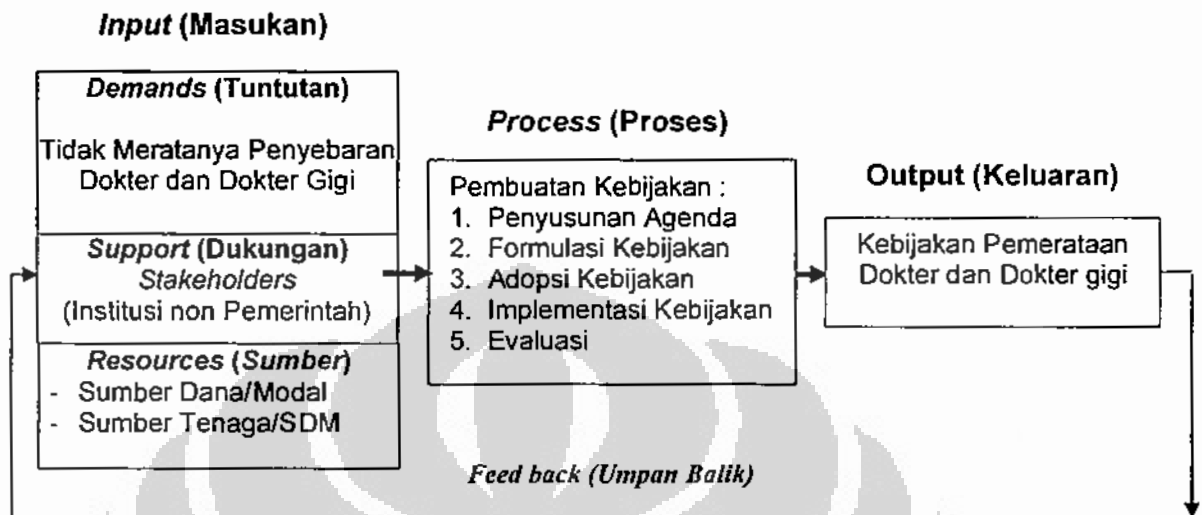 Input (Masukan)
Demands (Tuntutan)
Tidak Meratanya Penyebaran
Dokter dan Dokter Gigi
Support (Dukungan)
Stakeholders
(Institusi non Pemerintah)
Resources (Sumber)
- Sumber Dana/Modal
- Sumber Tenaga/SDM
Process (Proses)
Pembuatan Kebijakan :
1. Penyusunan Agenda
2. Formulasi Kebijakan
3. Adopsi Kebijakan
4. Implementasi Kebijakan
5. Evaluasi
Output (Keluaran)
Kebijakan Pemerataan
Dokter dan Dokter gigi
Feed back (Umpan Balik)